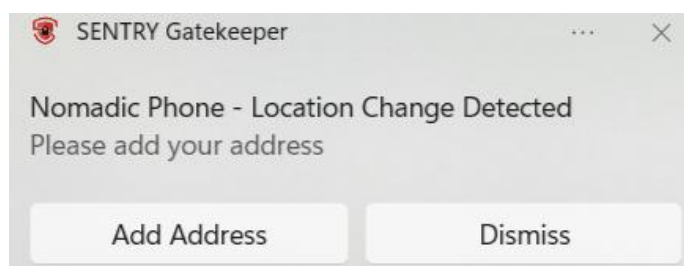 SENTRY Gatekeeper
Nomadic Phone - Location Change Detected
Please add your address
Add Address Dismiss